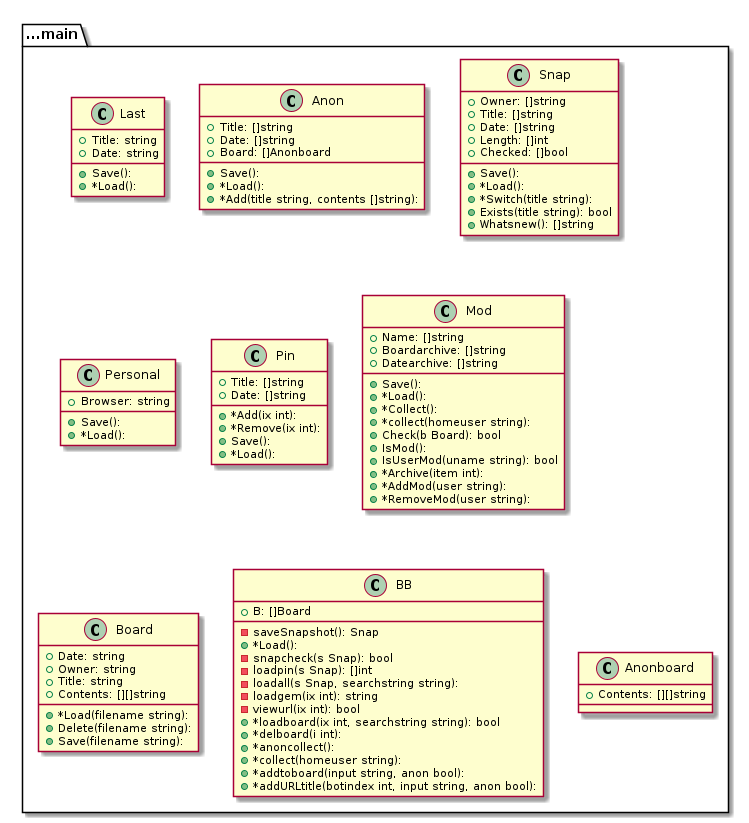 ...main
C Last
Title: string
Date: string
Save():
*Load():
C Anon
Title: []string
Date: []string
Board: []Anonboard
Save():
*Load():
*Add(title string, contents []string):
C Snap
Owner: []string
Title: []string
Date: []string
Length: []int
Checked: []bool
Save():
*Load():
*Switch(title string):
Exists(title string): bool
Whatsnew(): []string
C Personal
Browser: string
Save():
*Load():
C Pin
Title: []string
Date: []string
*Add(ix int):
*Remove(ix int):
Save():
*Load():
C Mod
Name: []string
Boardarchive: []string
Datearchive: []string
Save():
*Load():
*Collect():
*collect(homeuser string):
Check(b Board): bool
IsMod():
IsUserMod(uname string): bool
*Archive(item int):
*AddMod(user string):
*RemoveMod(user string):
C Board
Date: string
Owner: string
Title: string
Contents: [][]string
*Load(filename string):
Delete(filename string):
Save(filename string):
C BB
B: []Board
saveSnapshot(): Snap
*Load():
snapcheck(s Snap): bool
loadpin(s Snap): []int
loadall(s Snap, searchstring string):
loadgem(ix int): string
viewurl(ix int): bool
*loadboard(ix int, searchstring string): bool
*delboard(i int):
*anoncollect():
*collect(homeuser string):
*addtoboard(input string, anon bool):
*addURLtitle(botindex int, input string, anon bool):
C Anonboard
Contents: [][]string